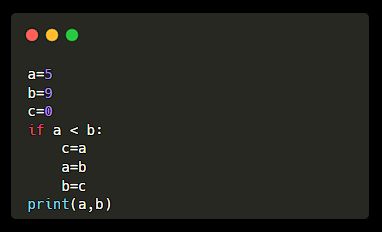 a=5
b=9
c=0
if a < b:
    c=a
    a=b
    b=c
print(a,b)